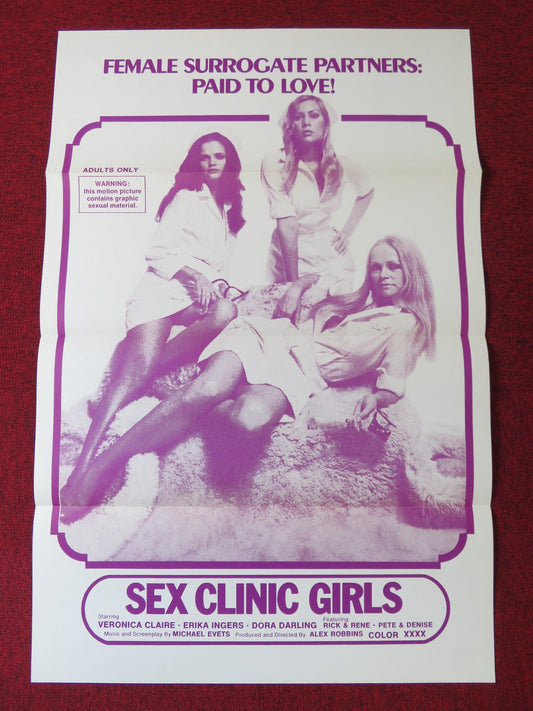 FEMALE SURROGATE PARTNERS:
PAID TO LOVE!
ADULTS ONLY
WARNING:
this motion picture
contains graphic
sexual material.
SEX CLINIC GIRLS
Starring
Featuring
VERONICA CLAIRE · ERIKA INGERS · DORA DARLING RICK & RENE · PETE & DENISE
Music and Screenplay By MICHAEL EVETS Produced and Directed By ALEX ROBBINS COLOR XXXX